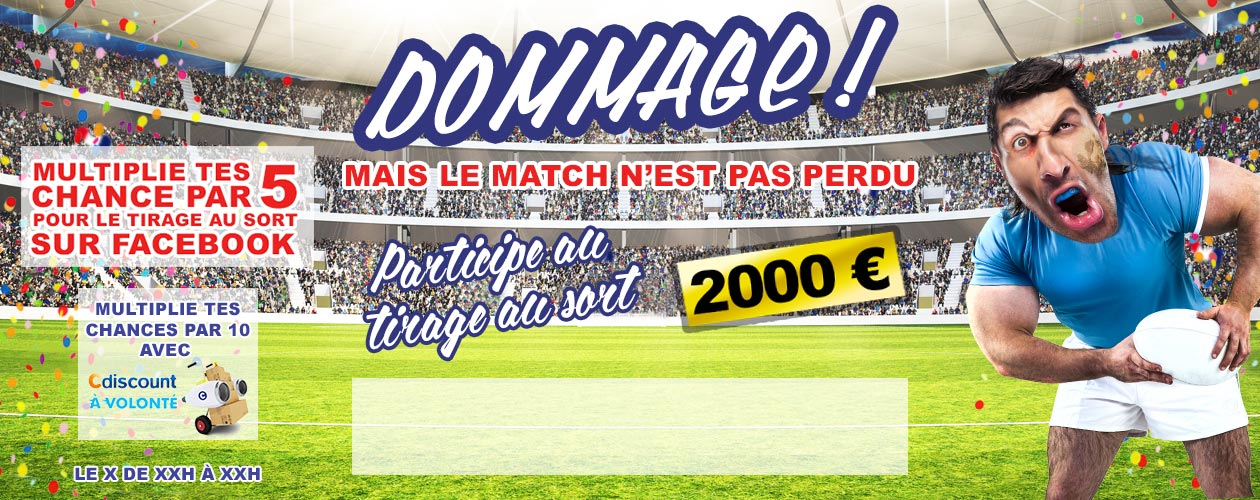 DOMMAGE !
MAIS LE MATCH N'EST PAS PERDU
MULTIPLIE TES
CHANCE PAR 5
POUR LE TIRAGE AU SORT
SUR FACEBOOK
Participe au
tirage au sort
2000 €
MULTIPLIE TES
CHANCES PAR 10
AVEC
Cdiscount
À VOLONTÉ
LE X DE XXH À XXH